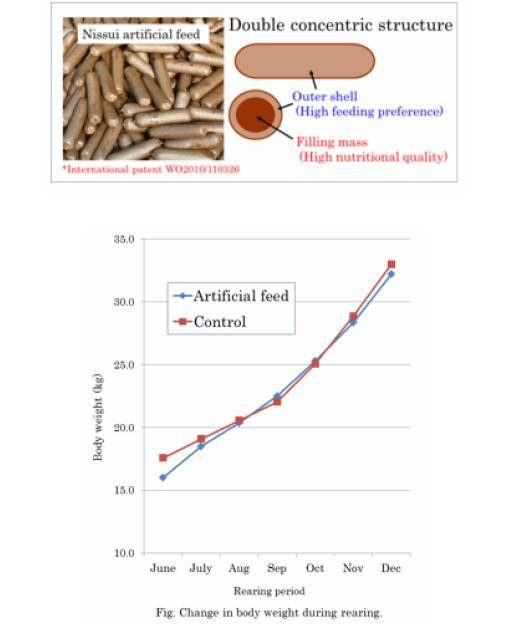 Nissui artificial feed
Double concentric structure
Outer shell
(High feeding preference)
Filling mass
(High nutritional quality)
*International patent WO2010/110326
35.0
30.0
25.0
20.0
15.0
10.0
Body weight (kg)
Artificial feed
Control
June July Aug Sep Oct Nov Dec
Rearing period
Fig. Change in body weight during rearing.